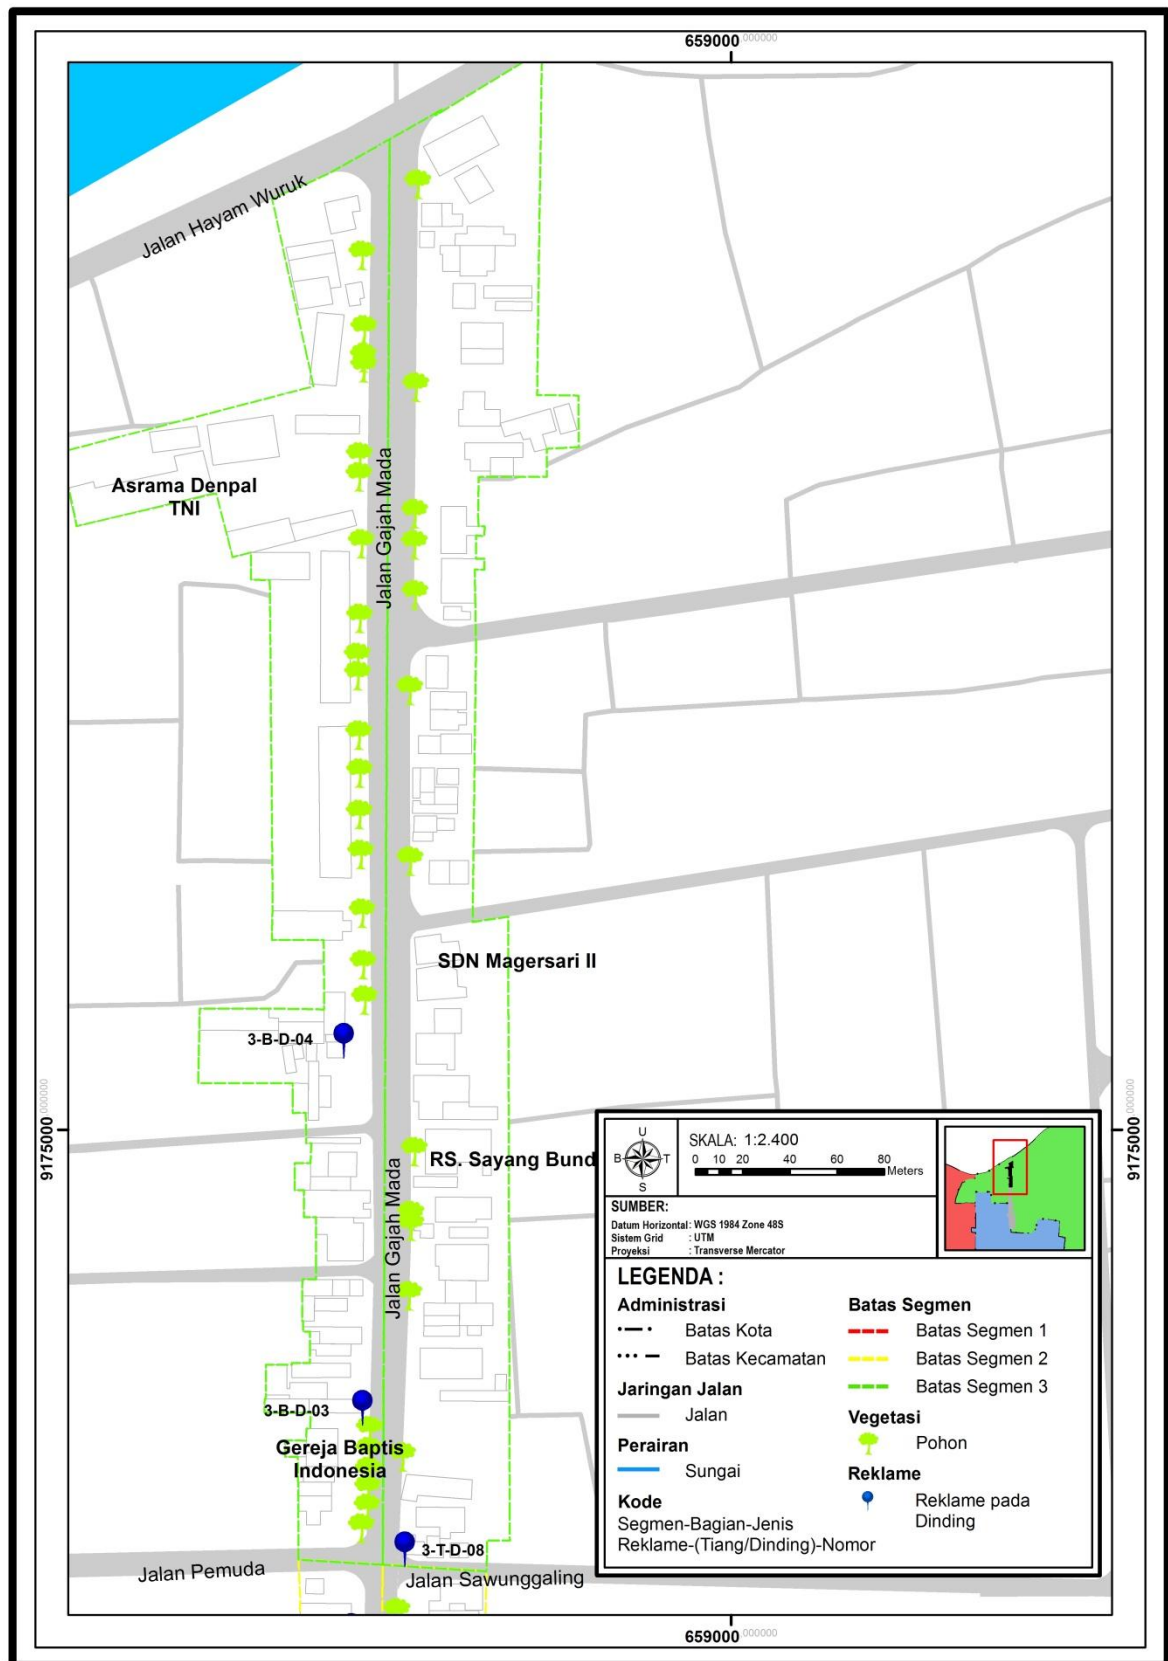 659000 000000
Jalan Hayam Wuruk
Asrama Denpal
TNI
Jalan Gajah Mada
SDN Magersari II
3-B-D-04
9175000 000000
9175000 000000
RS. Sayang Bund
Jalan Gajah Mada
3-B-D-03
Gereja Baptis
Indonesia
3-T-D-08
Jalan Pemuda
Jalan Sawunggaling
U
B T
S
SKALA: 1:2.400
0 10 20 40 60 80
Meters
SUMBER:
Datum Horizontal: WGS 1984 Zone 48S
Sistem Grid : UTM
Proyeksi : Transverse Mercator
LEGENDA :
Administrasi
Batas Kota
Batas Kecamatan
Jaringan Jalan
Jalan
Perairan
Sungai
Kode
Segmen-Bagian-Jenis
Reklame-(Tiang/Dinding)-Nomor
Batas Segmen
Batas Segmen 1
Batas Segmen 2
Batas Segmen 3
Vegetasi
Pohon
Reklame
Reklame pada
Dinding
659000 000000